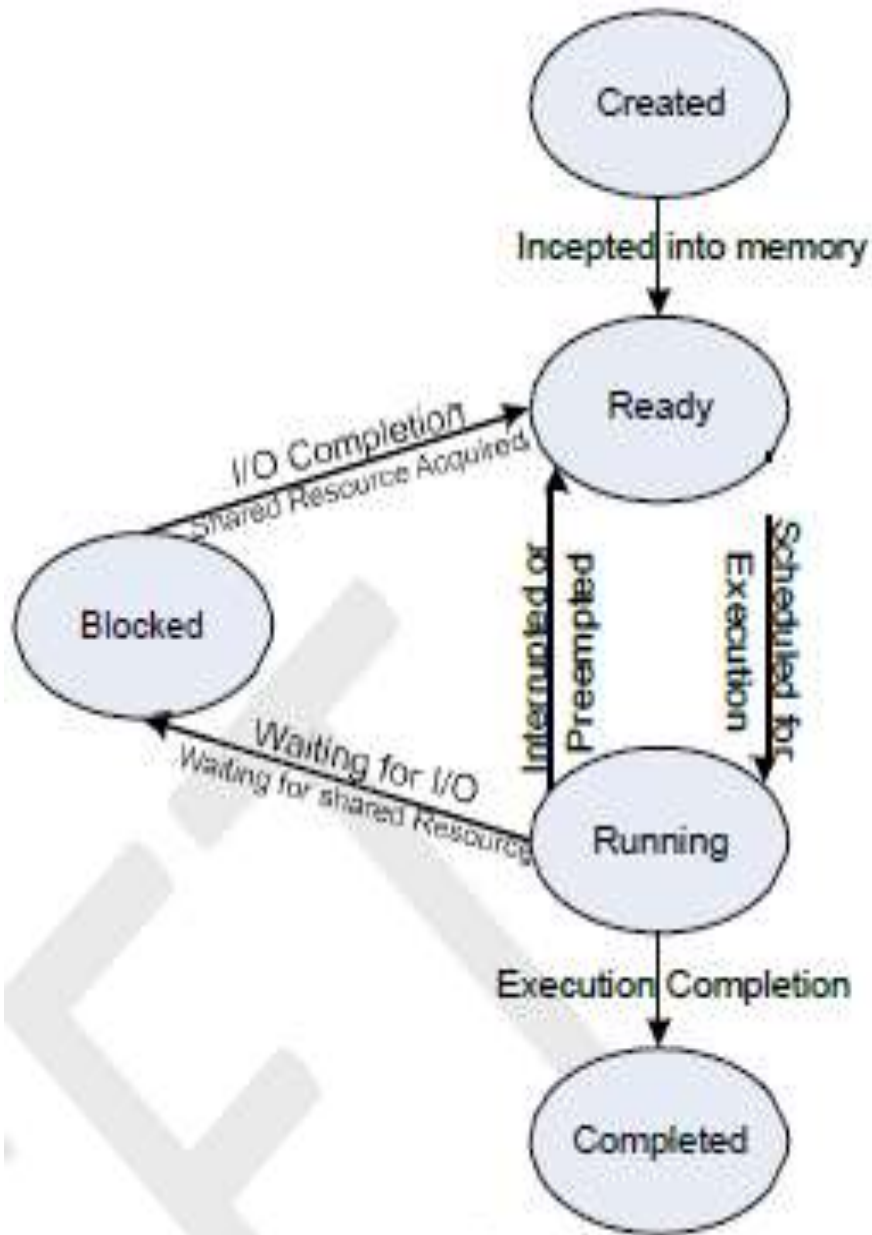 Created
Incepted into memory
Ready
I/O Completion
Shared Resource Acquired
Blocked
Interrupted or
Preempted
Scheduled for
Execution
Waiting for I/O
Waiting for shared Resource
Running
Execution Completion
Completed